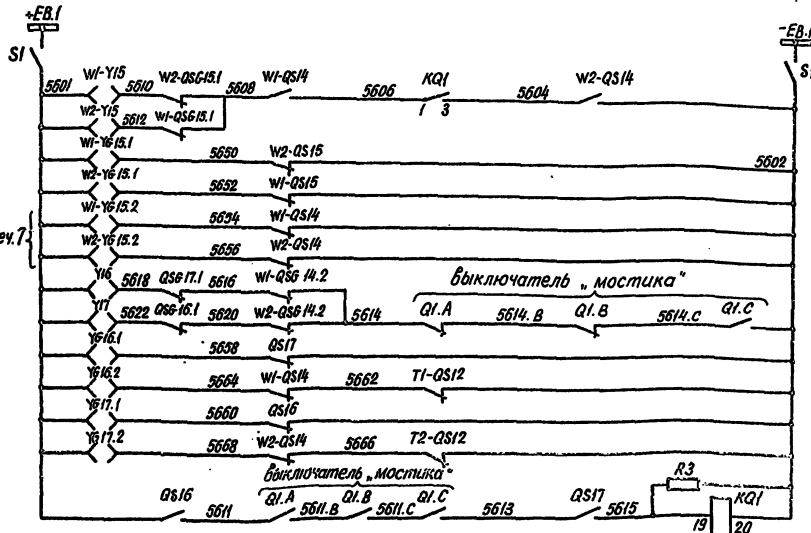 +ЕВ.1
-ЕВ.1
S1
S
5601 W1-Y15 5610 W2-QSG15.1 5608 W1-QS14 5606 KQ1 5604 W2-QS14
1 3
W2-Y15 5612 W1-QSG15.1
W1-YG15.1 5650 W2-QS15 5602
W2-YG15.1 5652 W1-QS15
W1-YG15.2 5654 W1-QS14
еч.7
W2-YG15.2 5656 W2-QS14
Y16 5618 QSG17.1 5616 W1-QSG14.2
выключатель „мостика"
Y17 5622 QSG16.1 5620 W2-QSG14.2 5614 Q1.A 5614.B Q1.B 5614.C Q1.C
YG16.1 5658 QS17
YG16.2 5664 W1-QS14 5662 T1-QS12
YG17.1 5660 QS16
YG17.2 5668 W2-QS14 5666 T2-QS12
выключатель „мостика"
R3
QS16 5611 Q1.A 5611.B Q1.B 5611.C Q1.C 5613 QS17 5615 KQ1
19 20